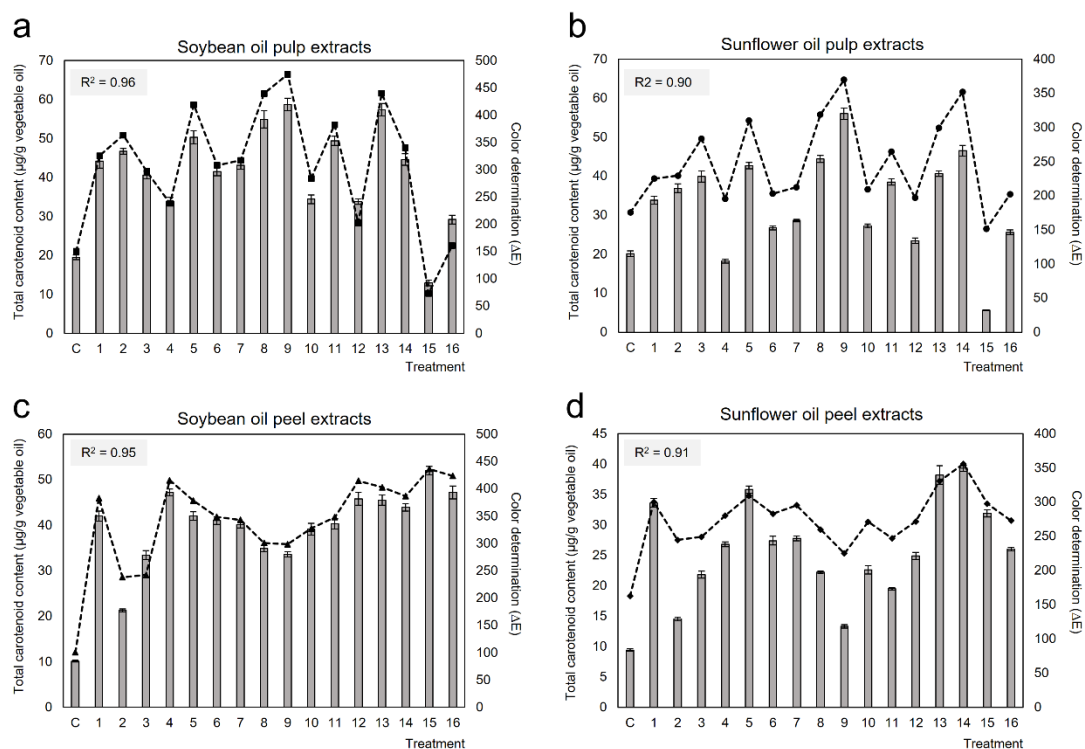 a
Soybean oil pulp extracts
R² = 0.96
Total carotenoid content (µg/g vegetable oil)
70
60
50
40
30
20
10
0
500
450
400
350
300
250
200
150
100
50
0
Color determination (ΔE)
C 1 2 3 4 5 6 7 8 9 10 11 12 13 14 15 16
Treatment
b
Sunflower oil pulp extracts
R2 = 0.90
Total carotenoid content (µg/g vegetable oil)
70
60
50
40
30
20
10
0
400
350
300
250
200
150
100
50
0
Color determination (ΔE)
C 1 2 3 4 5 6 7 8 9 10 11 12 13 14 15 16
Treatment
c
Soybean oil peel extracts
R² = 0.95
Total carotenoid content (µg/g vegetable oil)
60
50
40
30
20
10
0
500
450
400
350
300
250
200
150
100
50
0
Color determination (ΔE)
C 1 2 3 4 5 6 7 8 9 10 11 12 13 14 15 16
Treatment
d
Sunflower oil peel extracts
R² = 0.91
Total carotenoid content (µg/g vegetable oil)
45
40
35
30
25
20
15
10
5
0
400
350
300
250
200
150
100
50
0
Color determination (ΔE)
C 1 2 3 4 5 6 7 8 9 10 11 12 13 14 15 16
Treatment